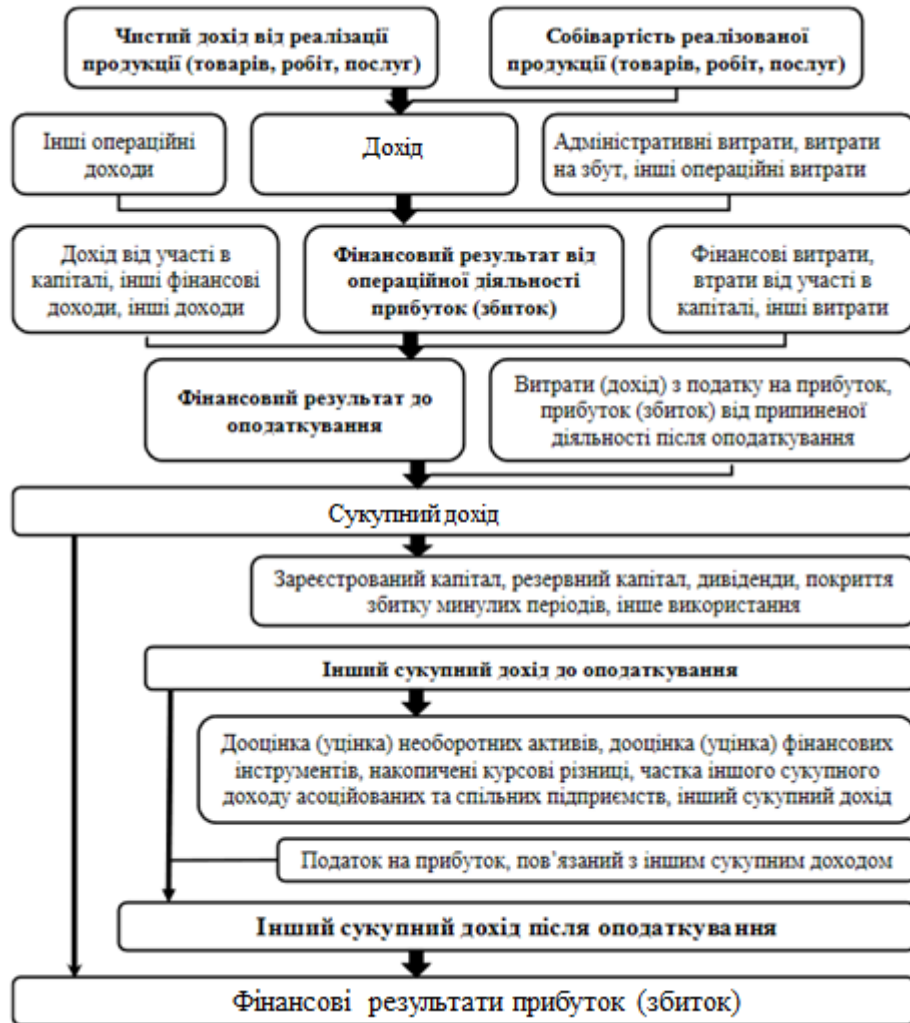 Чистий дохід від реалізації
продукції (товарів, робіт, послуг)
Собівартість реалізованої
продукції (товарів, робіт, послуг)
Інші операційні
доходи
Дохід
Адміністративні витрати, витрати
на збут, інші операційні витрати
Дохід від участі в
капіталі, інші фінансові
доходи, інші доходи
Фінансовий результат від
операційної діяльності
прибуток (збиток)
Фінансові витрати,
втрати від участі в
капіталі, інші витрати
Фінансовий результат до
оподаткування
Витрати (дохід) з податку на прибуток,
прибуток (збиток) від припиненої
діяльності після оподаткування
Сукупний дохід
Зареєстрований капітал, резервний капітал, дивіденди, покриття
збитку минулих періодів, інше використання
Інший сукупний дохід до оподаткування
Дооцінка (уцінка) необоротних активів, дооцінка (уцінка) фінансових
інструментів, накопичені курсові різниці, частка іншого сукупного
доходу асоційованих та спільних підприємств, інший сукупний дохід
Податок на прибуток, пов’язаний з іншим сукупним доходом
Інший сукупний дохід після оподаткування
Фінансові результати прибуток (збиток)